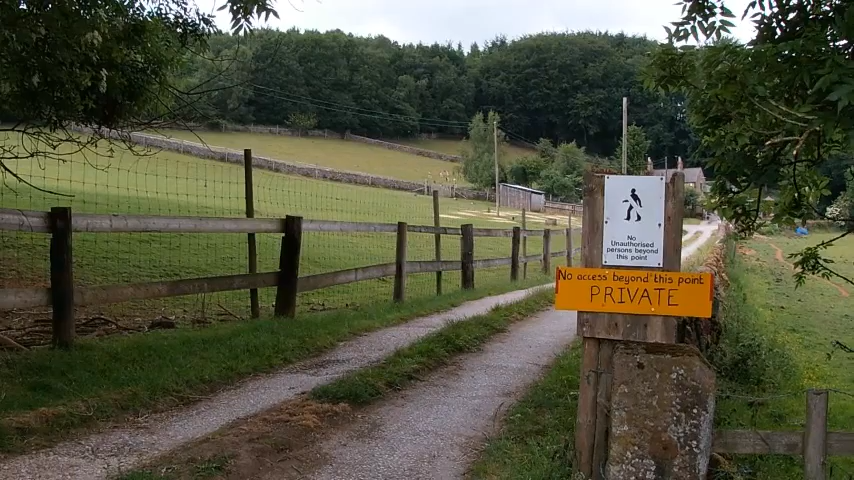 No
Unauthorised
persons beyond
this point
No access beyond this point
PRIVATE